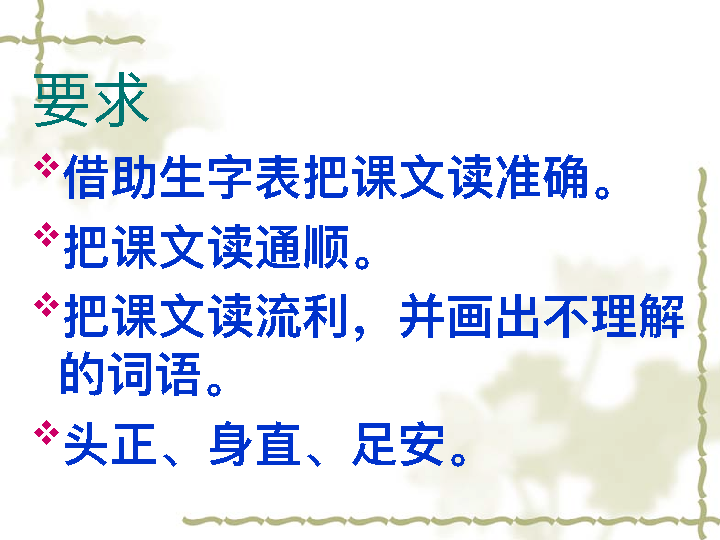 要求
借助生字表把课文读准确。
把课文读通顺。
把课文读流利，并画出不理解
的词语。
头正、身直、足安。